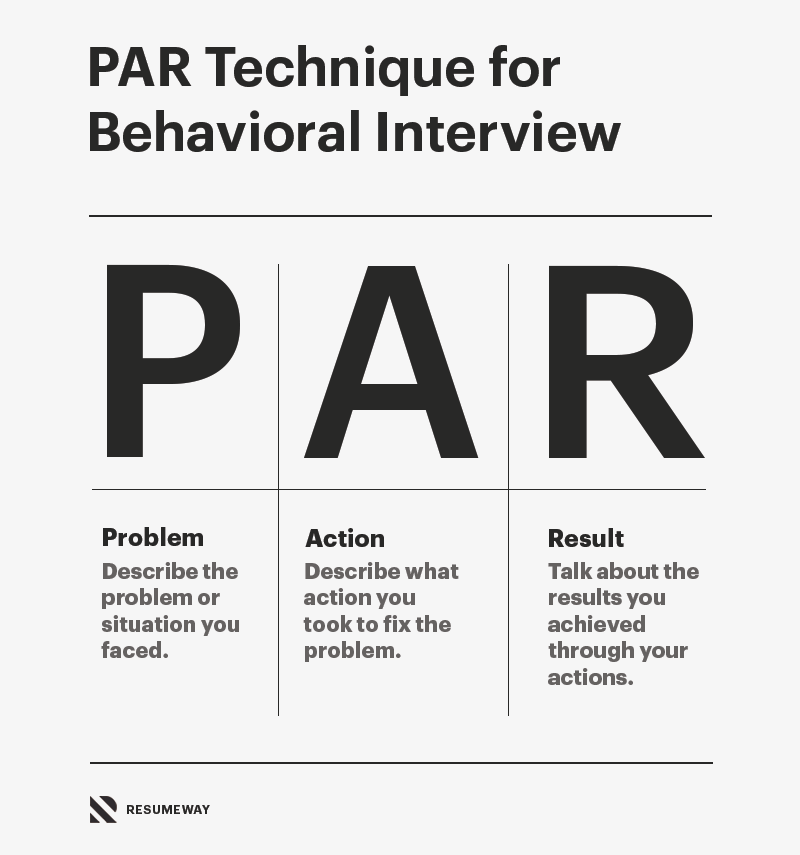 PAR Technique for
Behavioral Interview
P A R
Problem
Describe the
problem or
situation you
faced.
Action
Describe what
action you
took to fix the
problem.
Result
Talk about the
results you
achieved
through your
actions.
RESUMEWAY